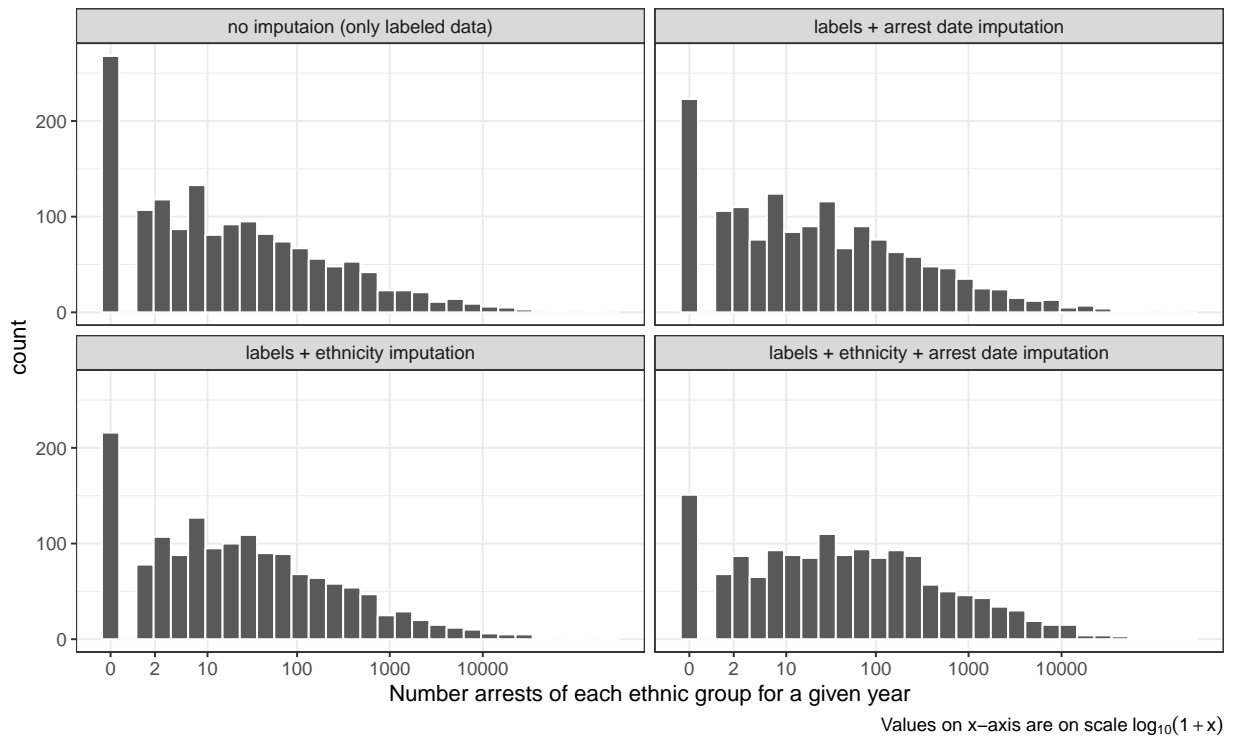 no imputaion (only labeled data)
labels + arrest date imputation
200
100
0
labels + ethnicity imputation
labels + ethnicity + arrest date imputation
200
100
0
count
0 2 10 100 1000 10000
0 2 10 100 1000 10000
Number arrests of each ethnic group for a given year
Values on x−axis are on scale log₁₀(1+x)